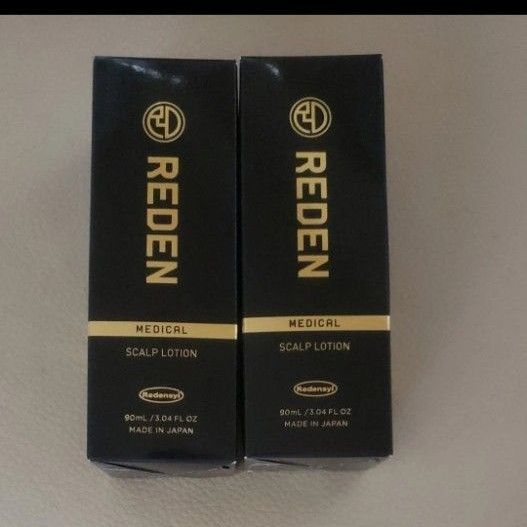 REDEN
MEDICAL
SCALP LOTION
Redensyl
90mL/3.04 FL OZ
MADE IN JAPAN
REDEN
MEDICAL
SCALP LOTION
Redensyl
90mL/3.04 FL OZ
MADE IN JAPAN